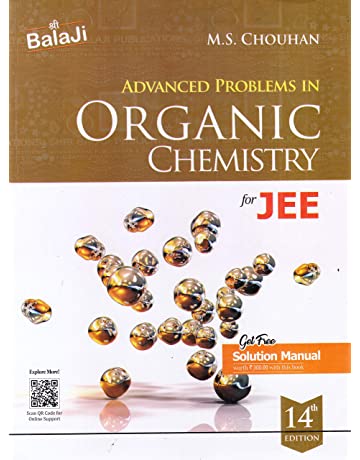 श्री
BalaJi
M.S. CHOUHAN
ADVANCED PROBLEMS IN
ORGANIC
CHEMISTRY
for JEE
Get Free
Solution Manual
worth ₹ 300.00 with this book
Explore More!
Scan QR Code for
Online Support
14th
EDITION